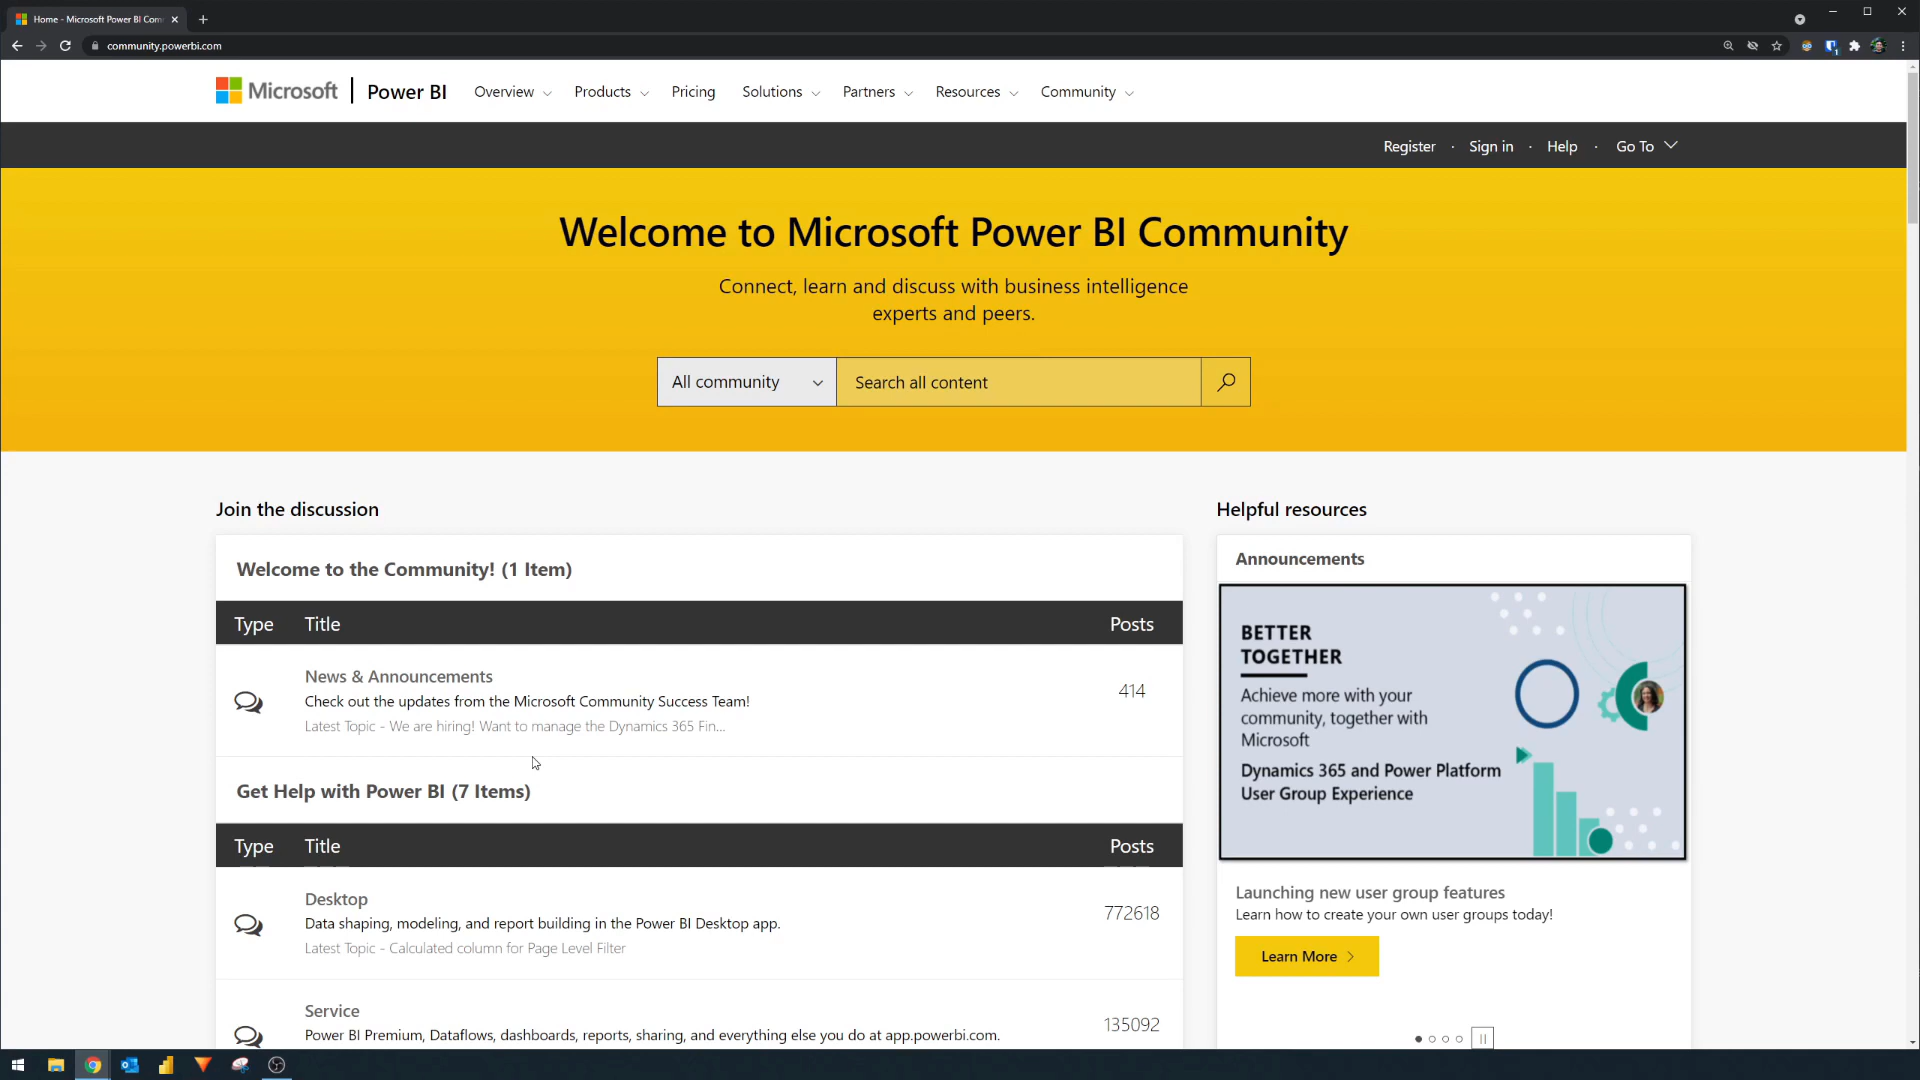 Home - Microsoft Power BI Com
community.powerbi.com
Microsoft
Power BI
Overview
Products
Pricing
Solutions
Partners
Resources
Community
Register · Sign in · Help · Go To
Welcome to Microsoft Power BI Community
Connect, learn and discuss with business intelligence
experts and peers.
All community
Search all content
Join the discussion
Welcome to the Community! (1 Item)
Type Title Posts
News & Announcements
Check out the updates from the Microsoft Community Success Team!
Latest Topic - We are hiring! Want to manage the Dynamics 365 Fin...
414
Get Help with Power BI (7 Items)
Type Title Posts
Desktop
Data shaping, modeling, and report building in the Power BI Desktop app.
Latest Topic - Calculated column for Page Level Filter
772618
Service
Power BI Premium, Dataflows, dashboards, reports, sharing, and everything else you do at app.powerbi.com.
135092
Helpful resources
Announcements
BETTER
TOGETHER
Achieve more with your
community, together with
Microsoft
Dynamics 365 and Power Platform
User Group Experience
Launching new user group features
Learn how to create your own user groups today!
Learn More